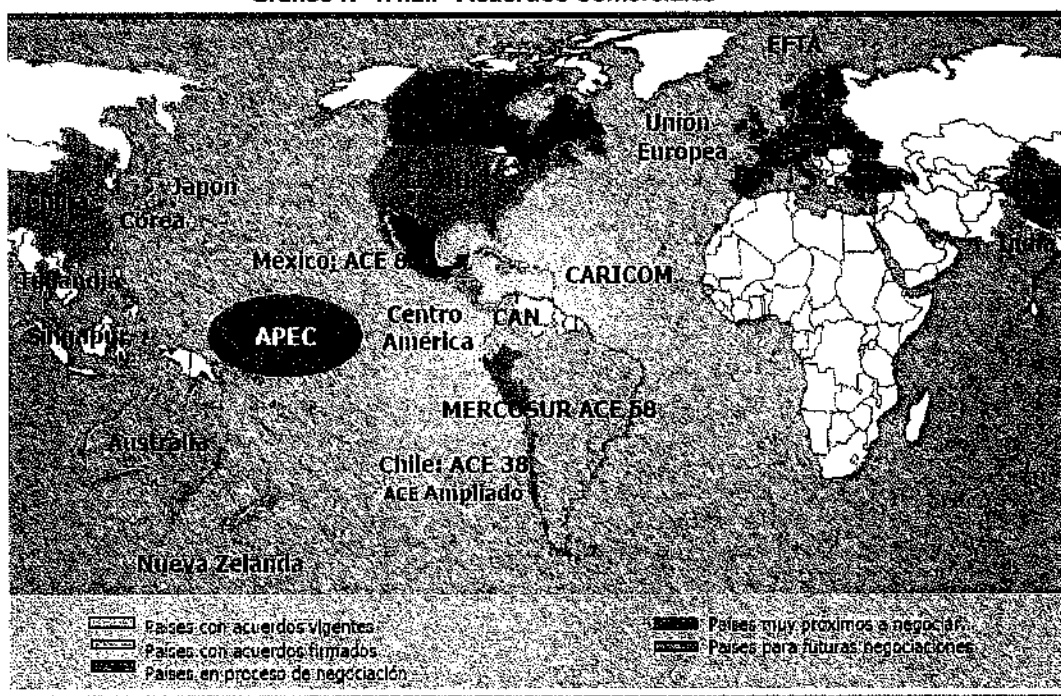 EFTA
Unión
Europea
Japón
China
Corea
India
México: ACE 8
Tailandia
CARICOM
Centro
América
CAN
Singapur
APEC
MERCOSUR ACE 58
Australia
Chile: ACE 38
ACE Ampliado
Nueva Zelanda
Países con acuerdos vigentes
Países con acuerdos firmados
Países en proceso de negociación
Países muy próximos a negociar
Países para futuras negociaciones